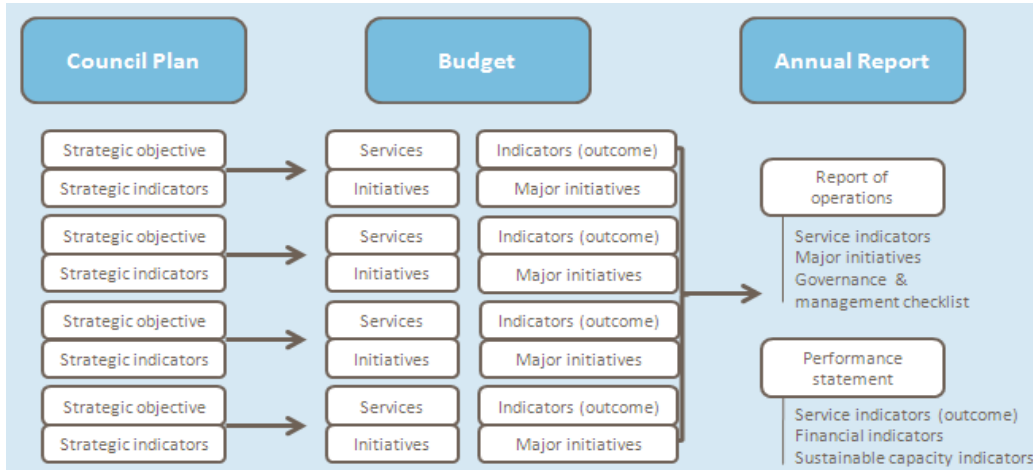 Council Plan
Budget
Annual Report
Strategic objective
Strategic indicators
Services
Initiatives
Indicators (outcome)
Major initiatives
Strategic objective
Strategic indicators
Services
Initiatives
Indicators (outcome)
Major initiatives
Strategic objective
Strategic indicators
Services
Initiatives
Indicators (outcome)
Major initiatives
Strategic objective
Strategic indicators
Services
Initiatives
Indicators (outcome)
Major initiatives
Report of
operations
Service indicators
Major initiatives
Governance &
management checklist
Performance
statement
Service indicators (outcome)
Financial indicators
Sustainable capacity indicators